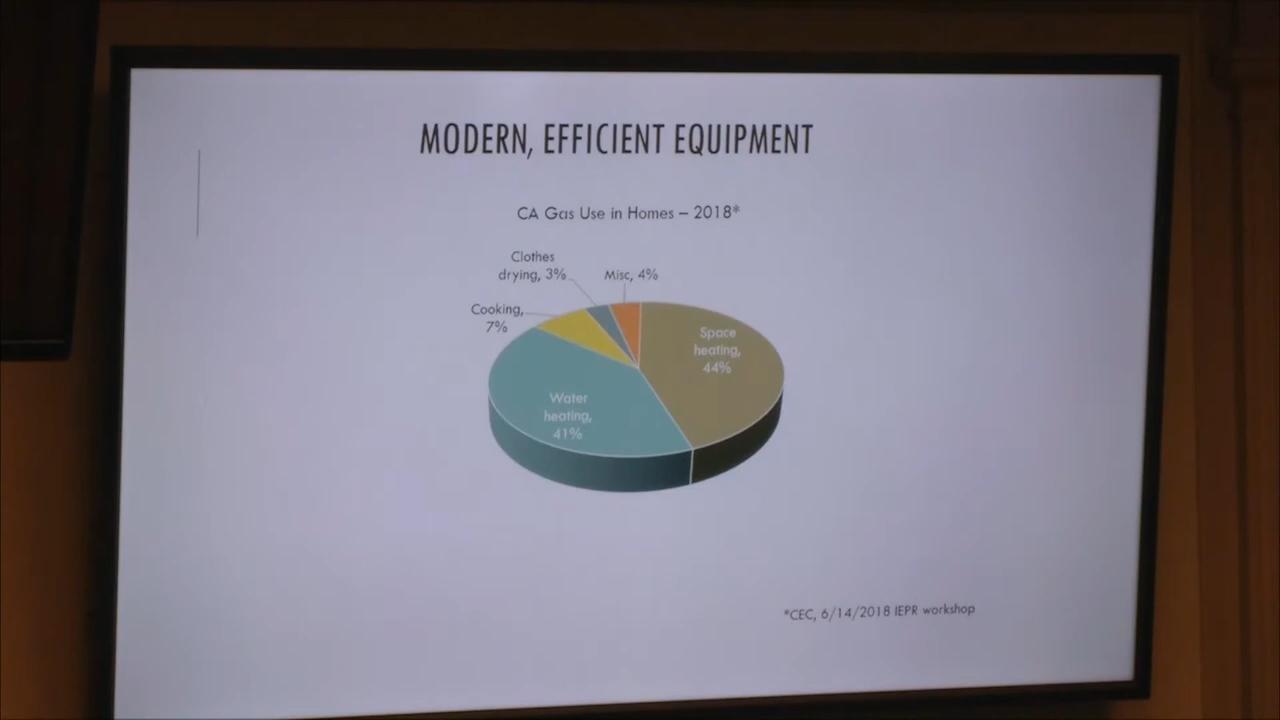 MODERN, EFFICIENT EQUIPMENT
CA Gas Use in Homes – 2018*
Clothes
drying, 3%
Misc, 4%
Cooking,
7%
Space
heating,
44%
Water
heating,
41%
*CEC, 6/14/2018 IEPR workshop